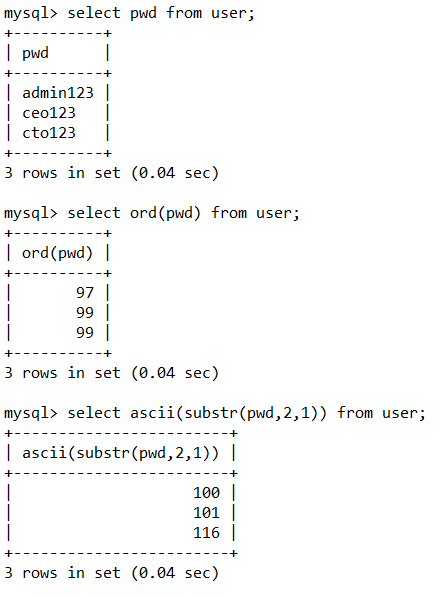 mysql> select pwd from user;
+----------+
| pwd      |
+----------+
| admin123 |
| ceo123   |
| cto123   |
+----------+
3 rows in set (0.04 sec)

mysql> select ord(pwd) from user;
+----------+
| ord(pwd) |
+----------+
|       97 |
|       99 |
|       99 |
+----------+
3 rows in set (0.04 sec)

mysql> select ascii(substr(pwd,2,1)) from user;
+------------------------+
| ascii(substr(pwd,2,1)) |
+------------------------+
|                    100 |
|                    101 |
|                    116 |
+------------------------+
3 rows in set (0.04 sec)